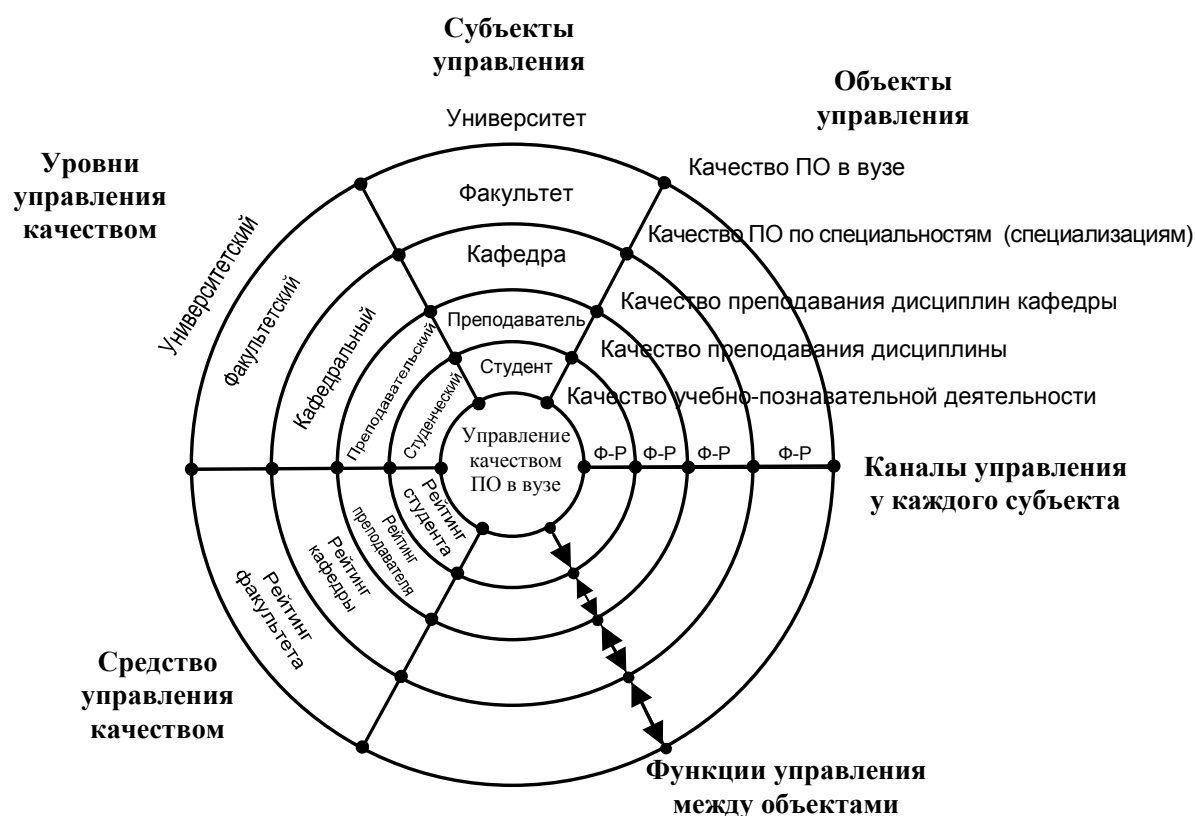 Субъекты
управления
Объекты
управления
Уровни
управления
качеством
Университет
Факультет
Кафедра
Преподаватель
Студент
Качество ПО в вузе
Качество ПО по специальностям (специализациям)
Качество преподавания дисциплин кафедры
Качество преподавания дисциплины
Качество учебно-познавательной деятельности
Университетский
Факультетский
Кафедральный
Преподавательский
Студенческий
Управление
качеством
ПО в вузе
Ф-Р
Ф-Р
Ф-Р
Ф-Р
Каналы управления
у каждого субъекта
Рейтинг
студента
Рейтинг
преподавателя
Рейтинг
кафедры
Рейтинг
факультета
Средство
управления
качеством
Функции управления
между объектами